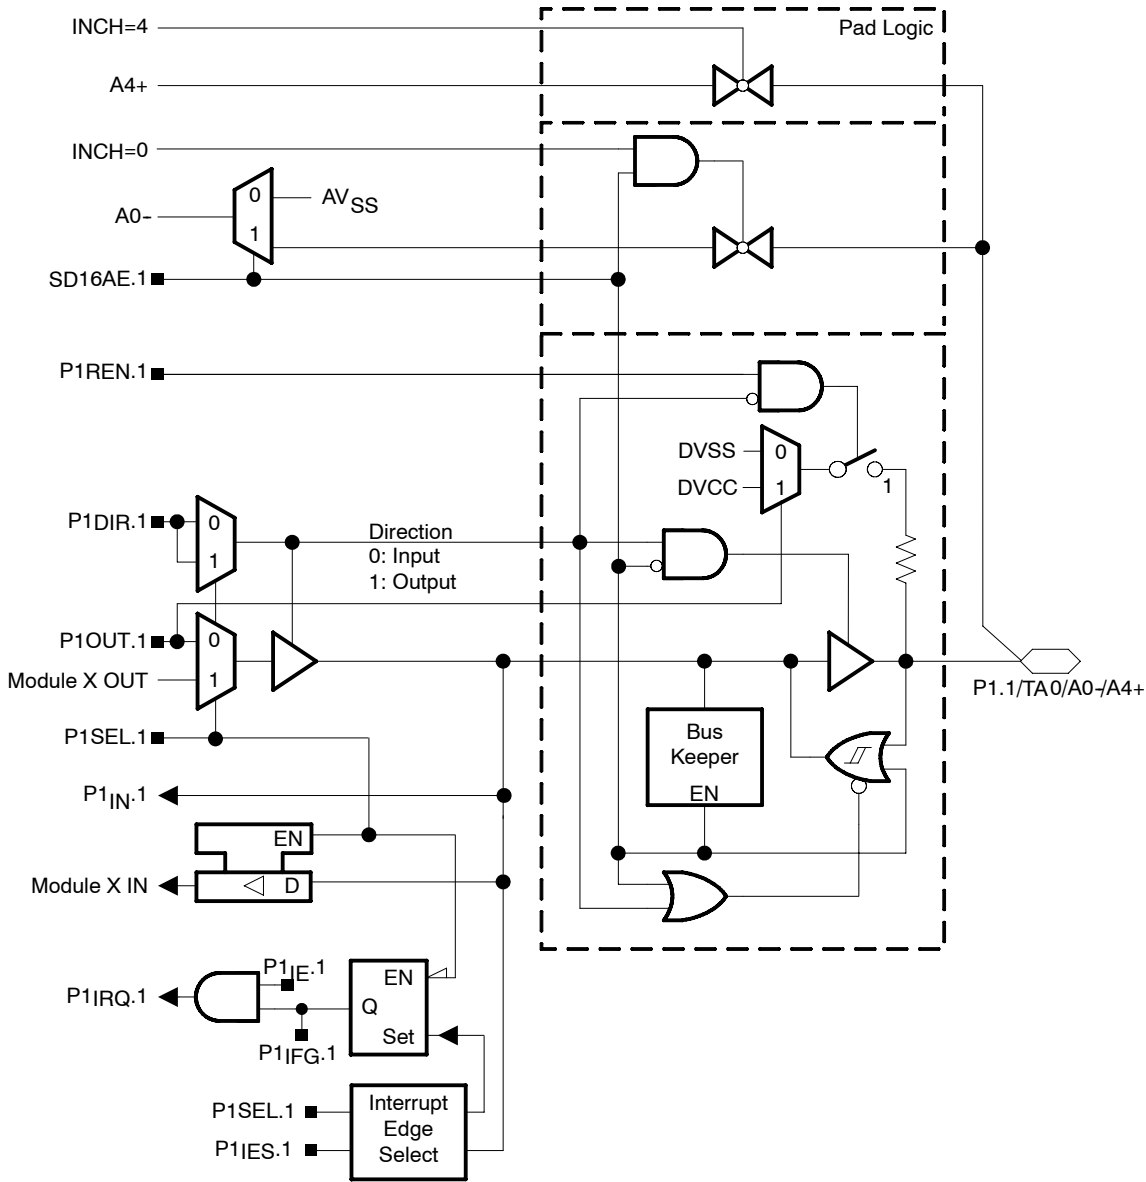 INCH=4
Pad Logic
A4+
INCH=0
0
AVSS
A0-
1
SD16AE.1
P1REN.1
DVSS
0
DVCC
1
1
P1DIR.1
0
1
Direction
0: Input
1: Output
P1OUT.1
0
Module X OUT
1
P1.1/TA0/A0-/A4+
P1SEL.1
Bus
Keeper
EN
P1IN.1
EN
Module X IN
D
P1IE.1
P1IRQ.1
EN
Q
Set
P1IFG.1
P1SEL.1
P1IES.1
Interrupt
Edge
Select